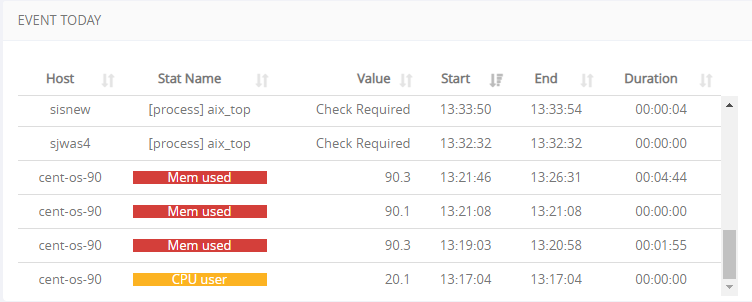 EVENT TODAY
Host Stat Name Value Start End Duration
sisnew [process] aix_top Check Required 13:33:50 13:33:54 00:00:04
sjwas4 [process] aix_top Check Required 13:32:32 13:32:32 00:00:00
cent-os-90 Mem used 90.3 13:21:46 13:26:31 00:04:44
cent-os-90 Mem used 90.1 13:21:08 13:21:08 00:00:00
cent-os-90 Mem used 90.3 13:19:03 13:20:58 00:01:55
cent-os-90 CPU user 20.1 13:17:04 13:17:04 00:00:00